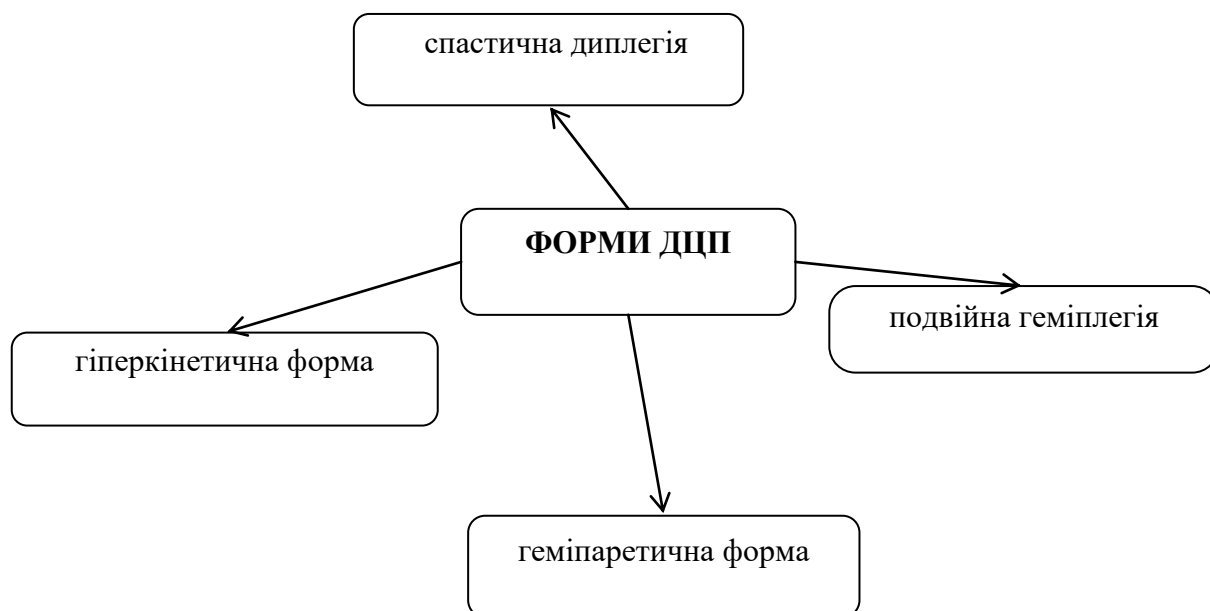 спастична диплегія
ФОРМИ ДЦП
подвійна геміплегія
гіперкінетична форма
геміпаретична форма